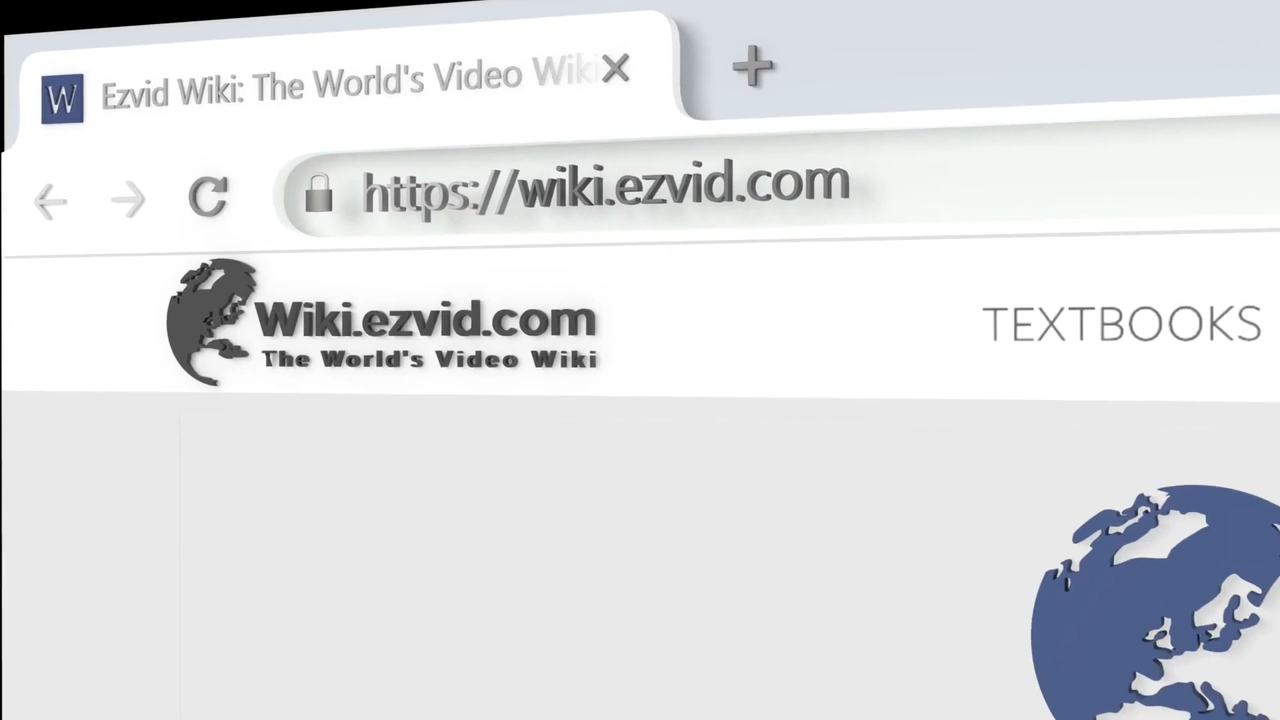 W
Ezvid Wiki: The World's Video Wiki
https://wiki.ezvid.com
Wiki.ezvid.com
The World's Video Wiki
TEXTBOOKS